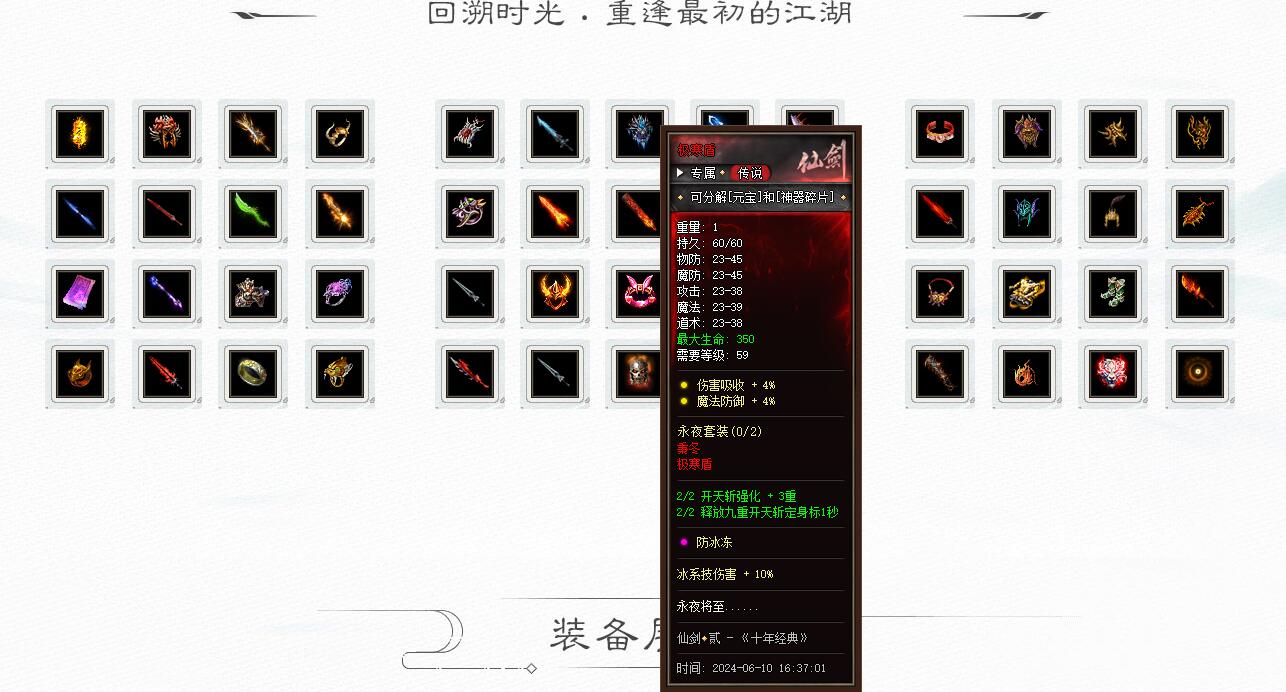 回溯时光．重逢最初的江湖
极寒盾
仙劍
专属 传说
可分解[元宝]和[神器碎片]
重量: 1
持久: 60/60
物防: 23-45
魔防: 23-45
攻击: 23-38
魔法: 23-39
道术: 23-38
最大生命: 350
需要等级: 59
伤害吸收 + 4%
魔法防御 + 4%
永夜套装(0/2)
秉冬
极寒盾
2/2 开天斩强化 + 3重
2/2 释放九重开天斩定身标1秒
防冰冻
冰系技伤害 + 10%
永夜将至......
装备
仙剑◆贰 - 《十年经典》
时间: 2024-06-10 16:37:01